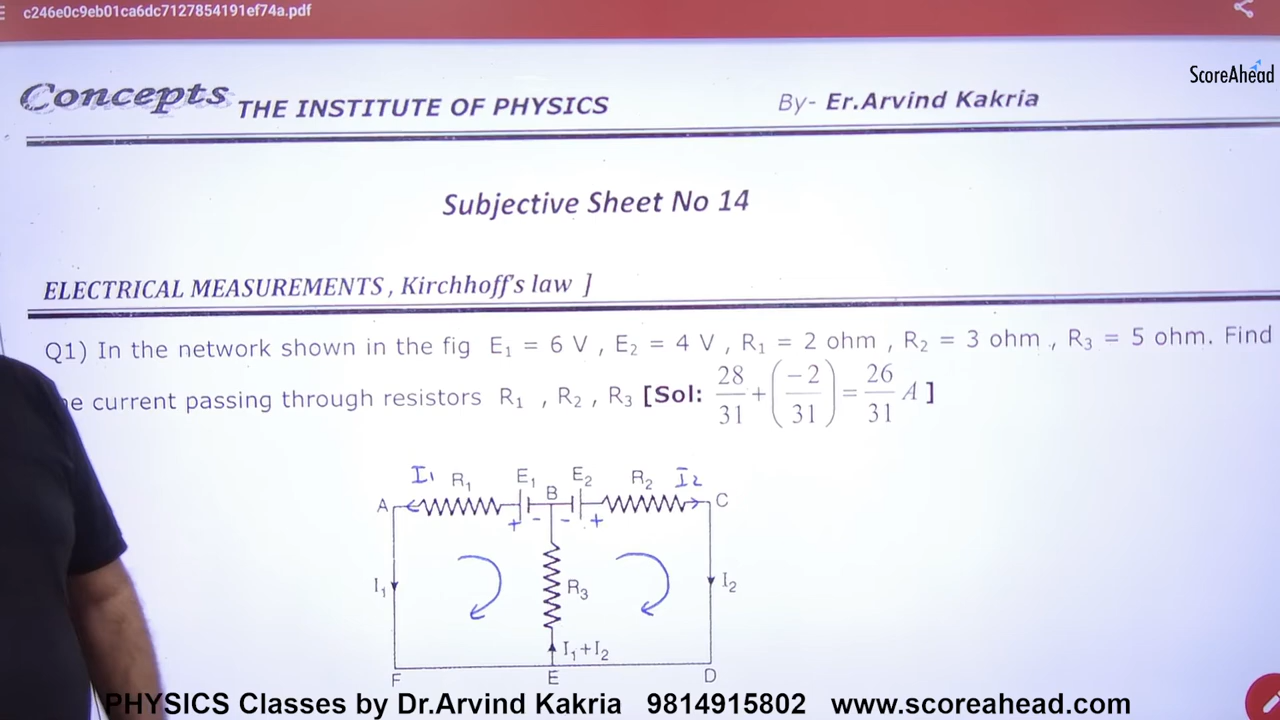 c246e0c9eb01ca6dc7127854191ef74a.pdf
ScoreAhead
Concepts THE INSTITUTE OF PHYSICS By- Er.Arvind Kakria
Subjective Sheet No 14
ELECTRICAL MEASUREMENTS , Kirchhoff's law ]
Q1) In the network shown in the fig E₁ = 6 V , E₂ = 4 V , R₁ = 2 ohm , R₂ = 3 ohm , R₃ = 5 ohm. Find
he current passing through resistors R₁ , R₂ , R₃ [Sol: 28/31 + (-2/31) = 26/31 A ]
I₁ R₁ E₁ E₂ R₂ I₂
A B C
+ - - +
I₁ R₃ I₂
I₁+I₂
F E D
PHYSICS Classes by Dr.Arvind Kakria 9814915802 www.scoreahead.com